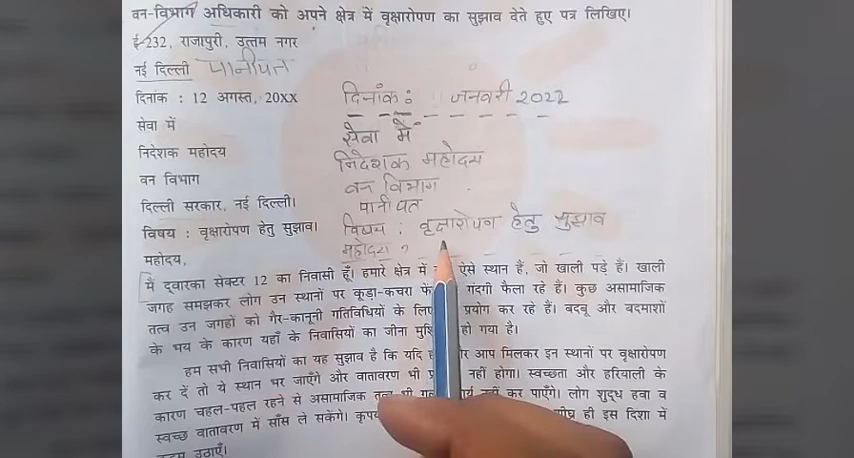 वन-विभाग अधिकारी को अपने क्षेत्र में वृक्षारोपण का सुझाव देते हुए पत्र लिखिए।
ई-232, राजापुरी, उत्तम नगर
नई दिल्ली पानीपत
दिनांक : 12 अगस्त, 20XX दिनांक : जनवरी 2022
सेवा में सेवा में
निदेशक महोदय निदेशक महोदय
वन विभाग वन विभाग
दिल्ली सरकार, नई दिल्ली। पानीपत
विषय : वृक्षारोपण हेतु सुझाव। विषय : वृक्षारोपण हेतु सुझाव
महोदय, महोदय,
मैं द्वारका सेक्टर 12 का निवासी हूँ। हमारे क्षेत्र में ऐसे स्थान हैं, जो खाली पड़े हैं। खाली
जगह समझकर लोग उन स्थानों पर कूड़ा-कचरा गंदगी फैला रहे हैं। कुछ असामाजिक
तत्व उन जगहों को गैर-कानूनी गतिविधियों के प्रयोग कर रहे हैं। बदबू और बदमाशों
के भय के कारण यहाँ के निवासियों का जीना हो गया है।
हम सभी निवासियों का यह सुझाव है कि यदि और आप मिलकर इन स्थानों पर वृक्षारोपण
कर दें तो ये स्थान भर जाएँगे और वातावरण भी नहीं होगा। स्वच्छता और हरियाली के
कारण चहल-पहल रहने से असामाजिक नहीं कर पाएँगे। लोग शुद्ध हवा व
स्वच्छ वातावरण में साँस ले सकेंगे। शीघ्र ही इस दिशा में
उठाएँ।